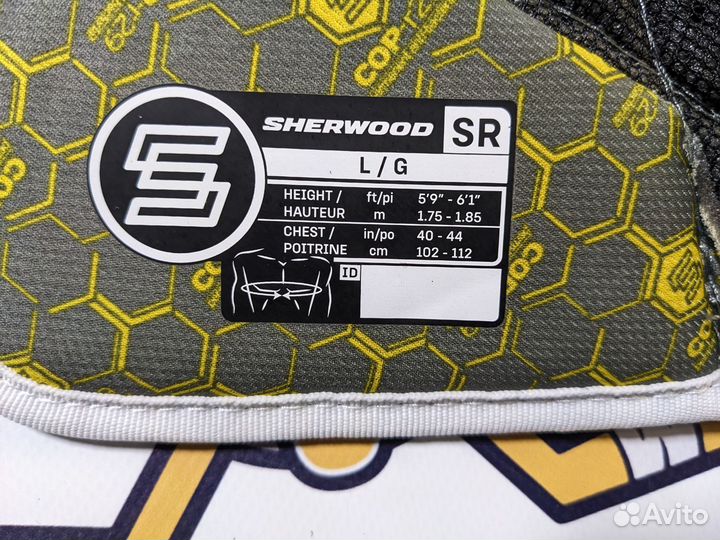 SHERWOOD SR
L / G
HEIGHT / ft/pi 5'9" - 6'1"
HAUTEUR m 1.75 - 1.85
CHEST / in/po 40 - 44
POITRINE cm 102 - 112
ID
Avito